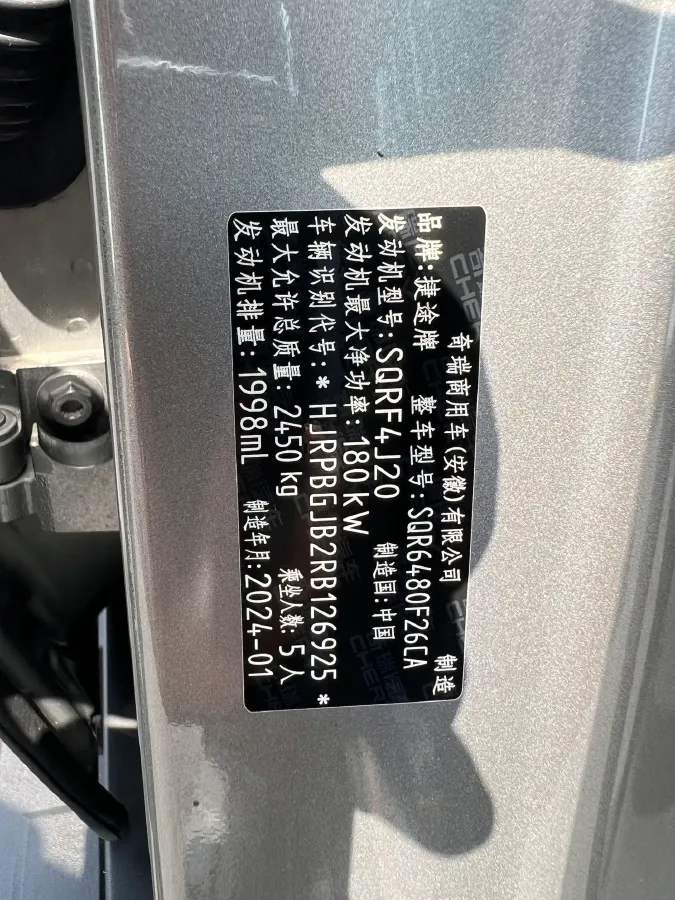 奇瑞商用车(安徽)有限公司 制造
品牌:捷途牌 整车型号:SQR6480F26CA
发动机型号:SQRF4J20 制造国:中国
发动机最大净功率:180kW
车辆识别代号:*HJRPBGJB2RB126925*
最大允许总质量:2450kg 乘坐人数:5人
发动机排量:1998mL 制造年月:2024-01